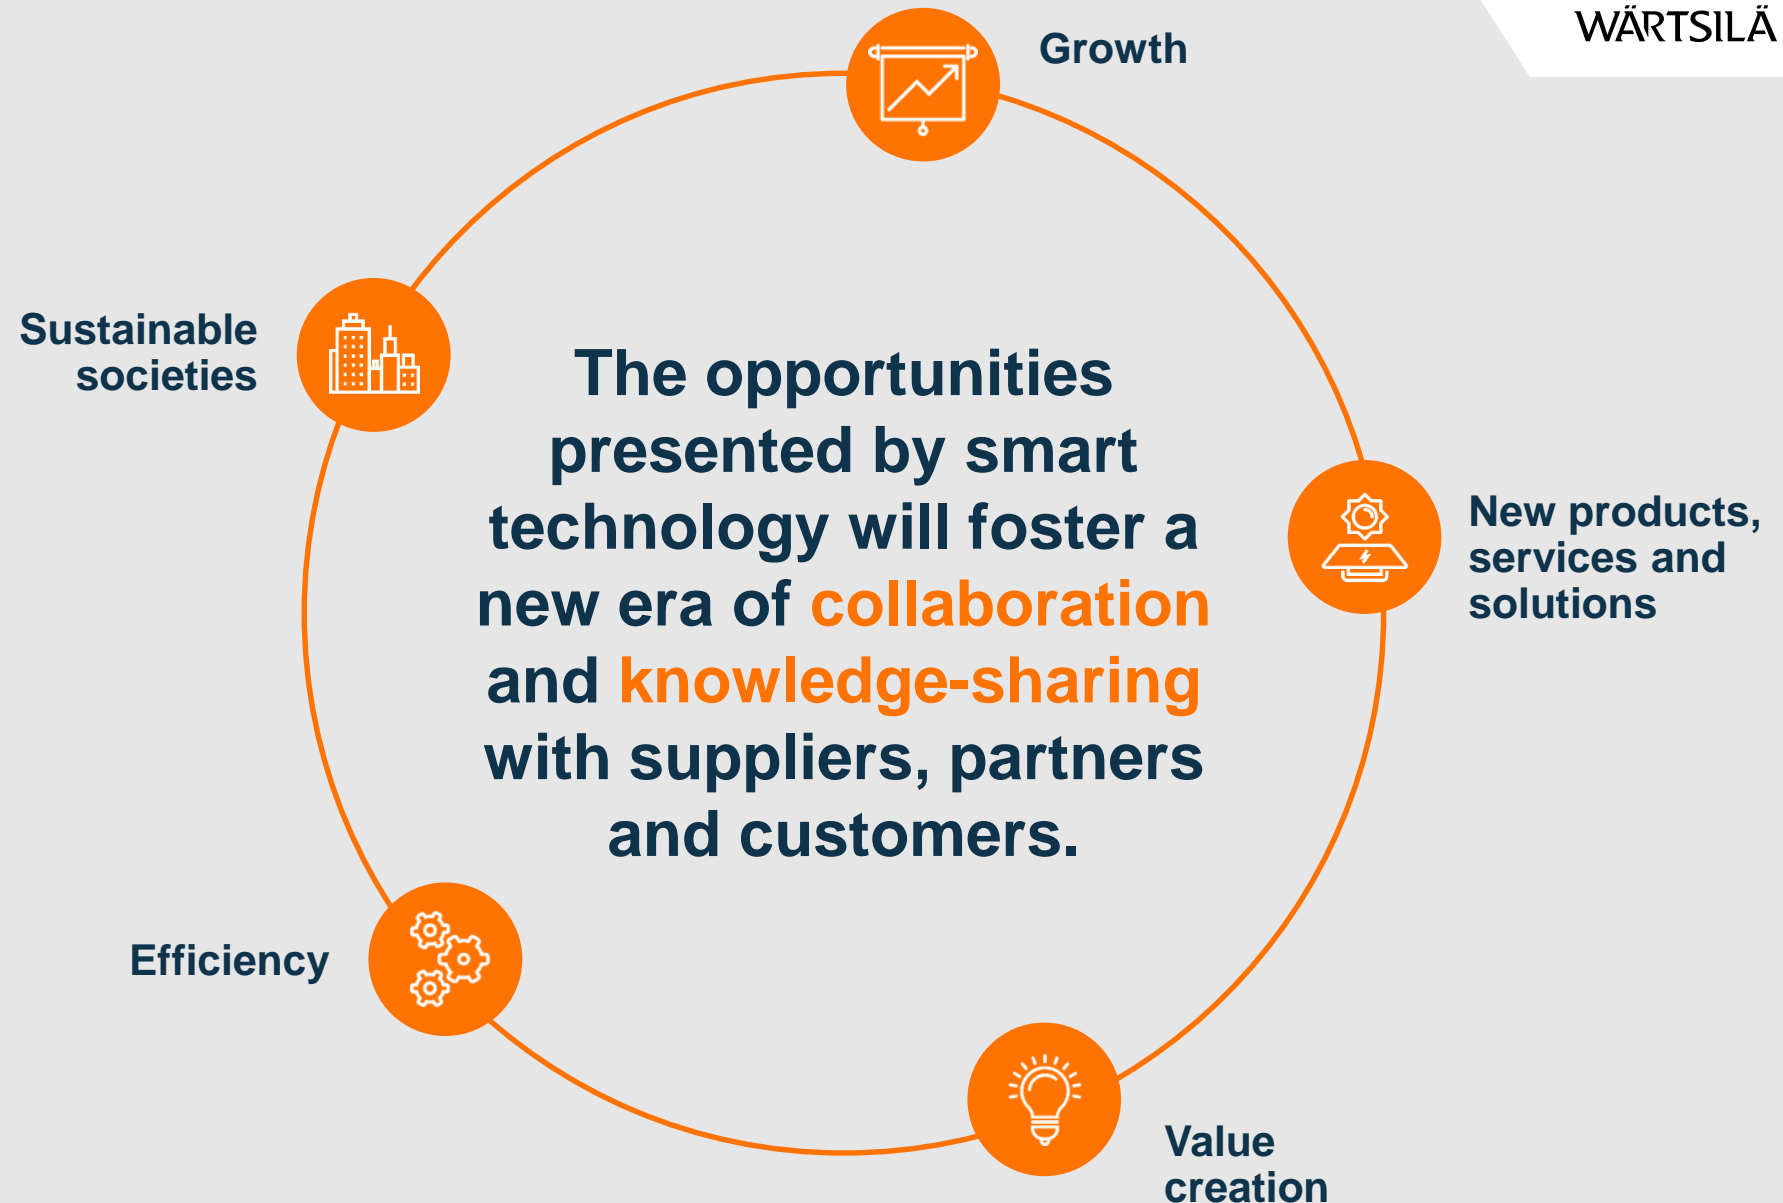 WÄRTSILÄ
Growth
Sustainable
societies
The opportunities
presented by smart
technology will foster a
new era of collaboration
and knowledge-sharing
with suppliers, partners
and customers.
New products,
services and
solutions
Efficiency
Value
creation